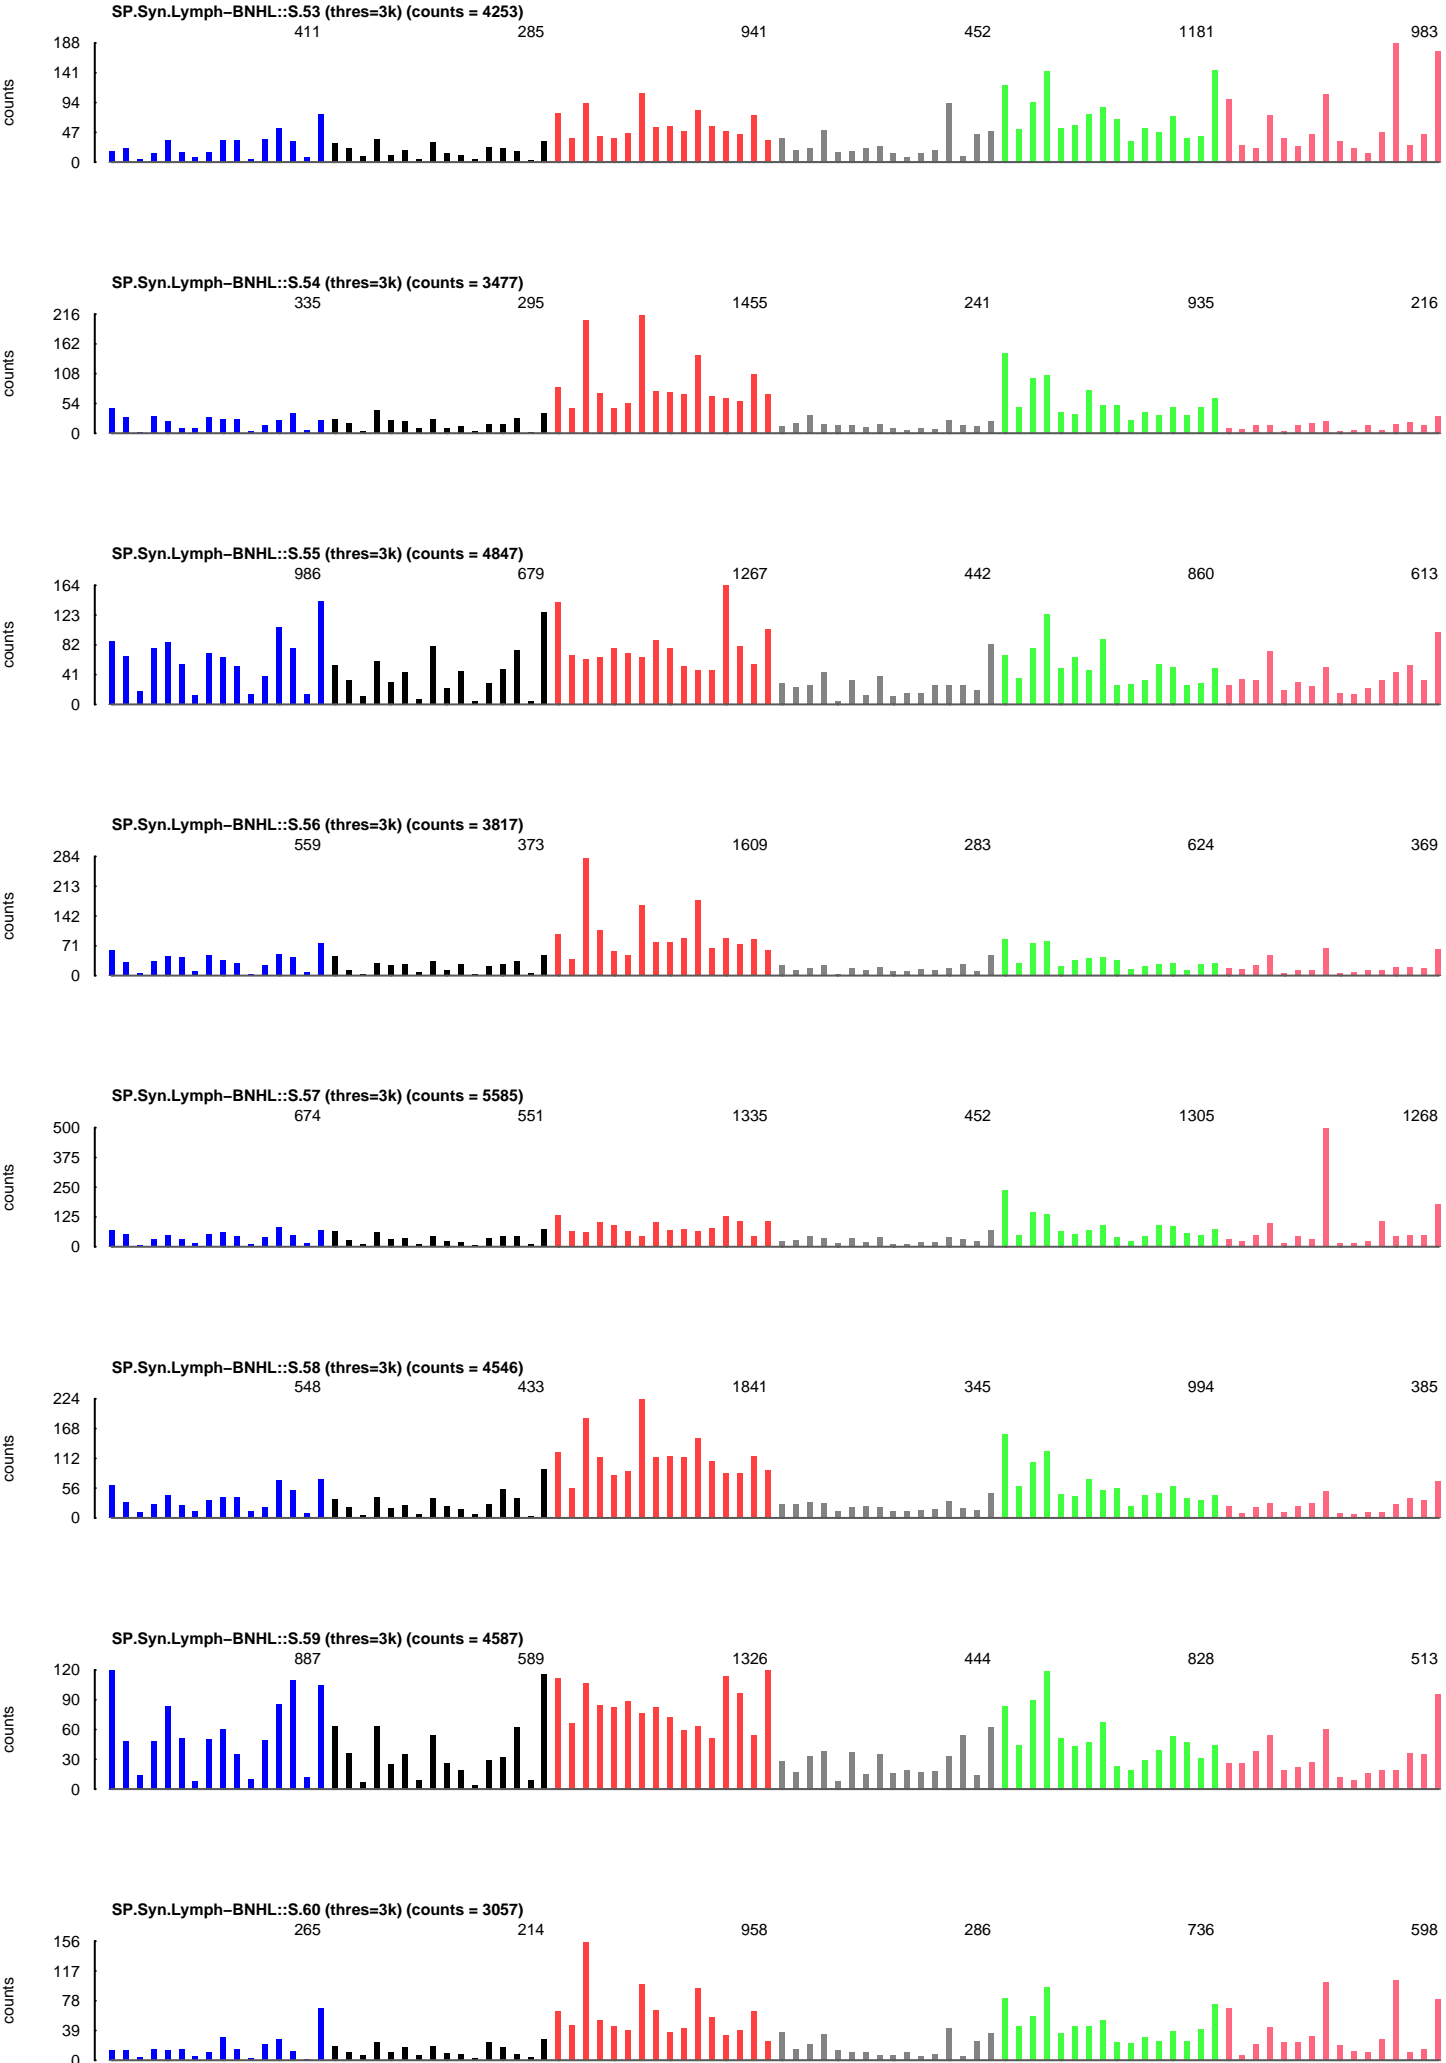 SP.Syn.Lymph−BNHL::S.53 (thres=3k) (counts = 4253)
411 285 941 452 1181 983
188
141
94
47
0
counts
SP.Syn.Lymph−BNHL::S.54 (thres=3k) (counts = 3477)
335 295 1455 241 935 216
216
162
108
54
0
counts
SP.Syn.Lymph−BNHL::S.55 (thres=3k) (counts = 4847)
986 679 1267 442 860 613
164
123
82
41
0
counts
SP.Syn.Lymph−BNHL::S.56 (thres=3k) (counts = 3817)
559 373 1609 283 624 369
284
213
142
71
0
counts
SP.Syn.Lymph−BNHL::S.57 (thres=3k) (counts = 5585)
674 551 1335 452 1305 1268
500
375
250
125
0
counts
SP.Syn.Lymph−BNHL::S.58 (thres=3k) (counts = 4546)
548 433 1841 345 994 385
224
168
112
56
0
counts
SP.Syn.Lymph−BNHL::S.59 (thres=3k) (counts = 4587)
887 589 1326 444 828 513
120
90
60
30
0
counts
SP.Syn.Lymph−BNHL::S.60 (thres=3k) (counts = 3057)
265 214 958 286 736 598
156
117
78
39
0
counts